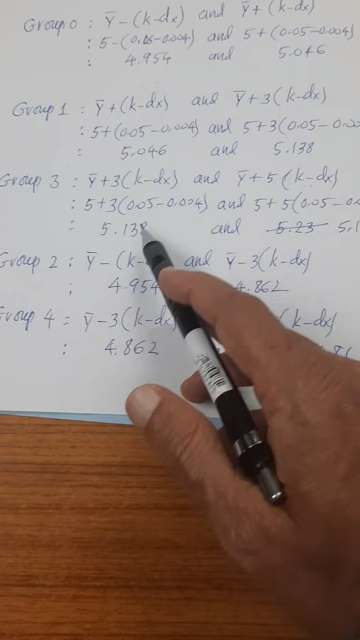 Group 0 : ȳ-(k-dx) and ȳ+(k-dx)
: 5-(0.05-0.004) and 5+(0.05-0.004)
: 4.954 and 5.046
Group 1 : ȳ+(k-dx) and ȳ+3(k-dx)
: 5+(0.05-0.004) and 5+3(0.05-0.00
: 5.046 and 5.138
Group 3 : ȳ+3(k-dx) and ȳ+5(k-dx)
: 5+3(0.05-0.004) and 5+5(0.05-0.0
: 5.138 and 5.23 5.1
Group 2 : ȳ-(k- and ȳ-3(k-dx)
: 4.954 4.862
Group 4 : ȳ-3(k-dx) (k-dx)
: 4.862